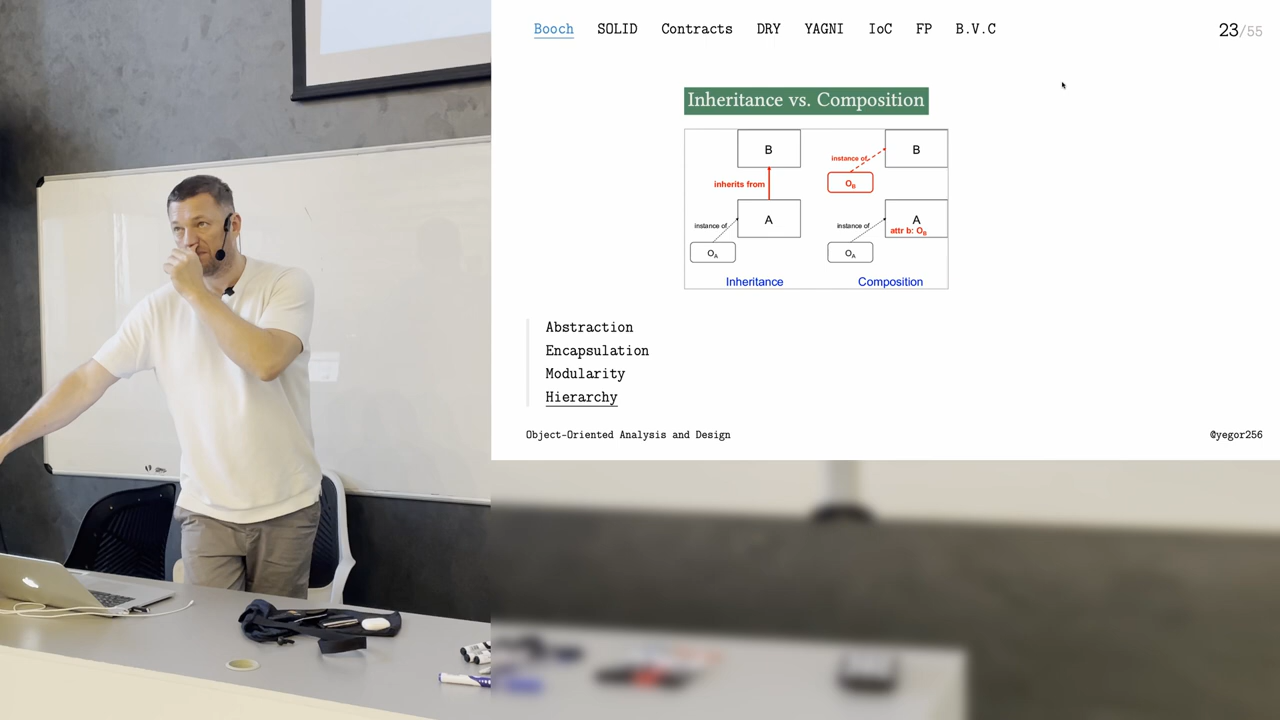 Booch SOLID Contracts DRY YAGNI IoC FP B.V.C 23/55
Inheritance vs. Composition
B
inherits from
A
instance of
OA
Inheritance
B
instance of
OB
A
attr b: OB
instance of
OA
Composition
Abstraction
Encapsulation
Modularity
Hierarchy
Object-Oriented Analysis and Design
@yegor256